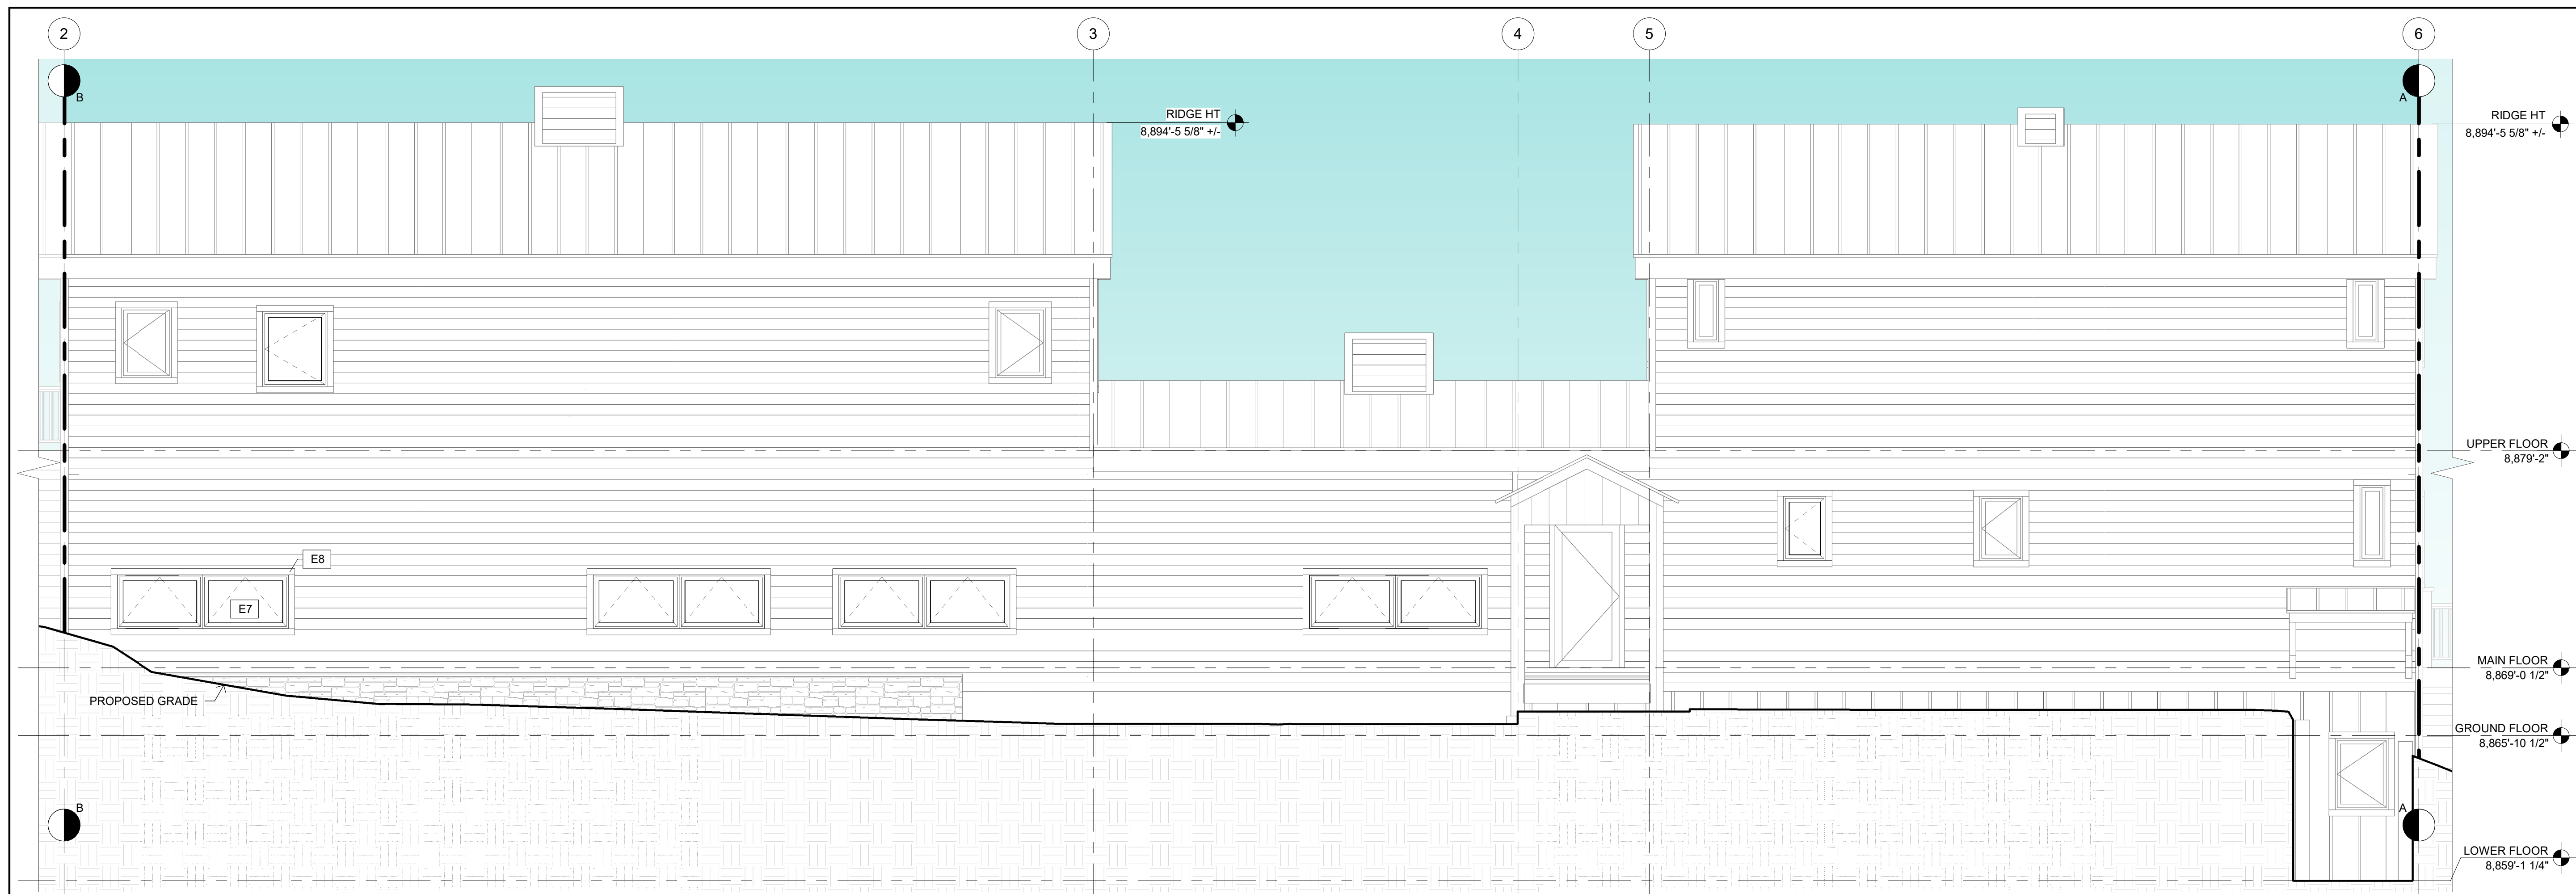 2
3
4
5
6
B
A
RIDGE HT
8,894'-5 5/8" +/-
RIDGE HT
8,894'-5 5/8" +/-
UPPER FLOOR
8,879'-2"
E8
E7
MAIN FLOOR
8,869'-0 1/2"
PROPOSED GRADE
GROUND FLOOR
8,865'-10 1/2"
B
A
LOWER FLOOR
8,859'-1 1/4"